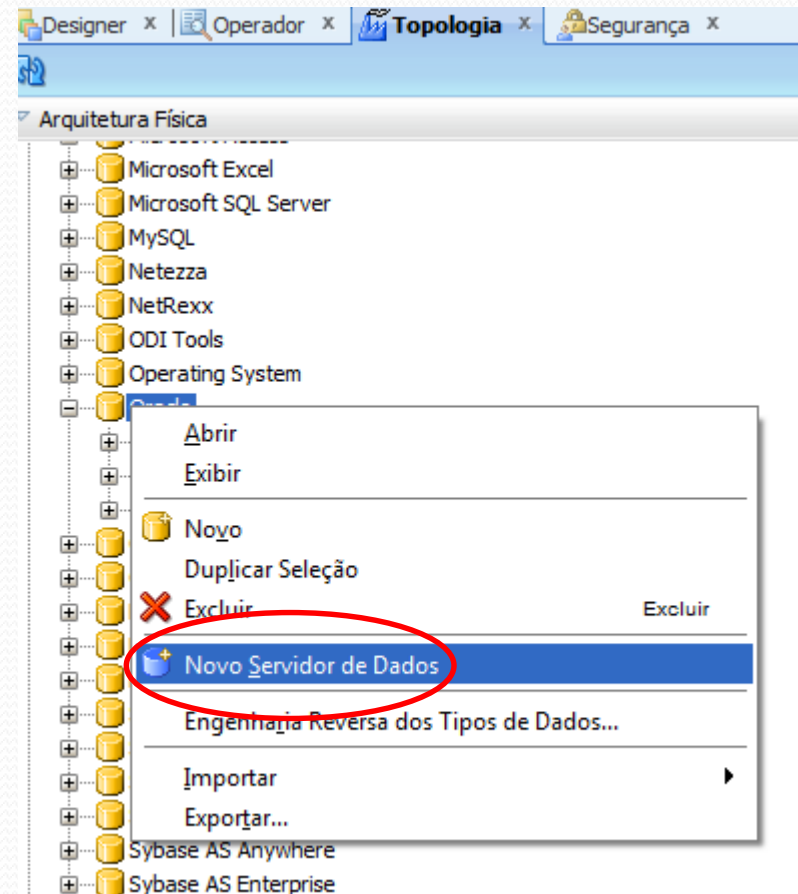 Designer x Operador x Topologia x Segurança x
Arquitetura Física
Microsoft Excel
Microsoft SQL Server
MySQL
Netezza
NetRexx
ODI Tools
Operating System
Oracle
Abrir
Exibir
Novo
Duplicar Seleção
Excluir Excluir
Novo Servidor de Dados
Engenharia Reversa dos Tipos de Dados...
Importar
Exportar...
Sybase AS Anywhere
Sybase AS Enterprise